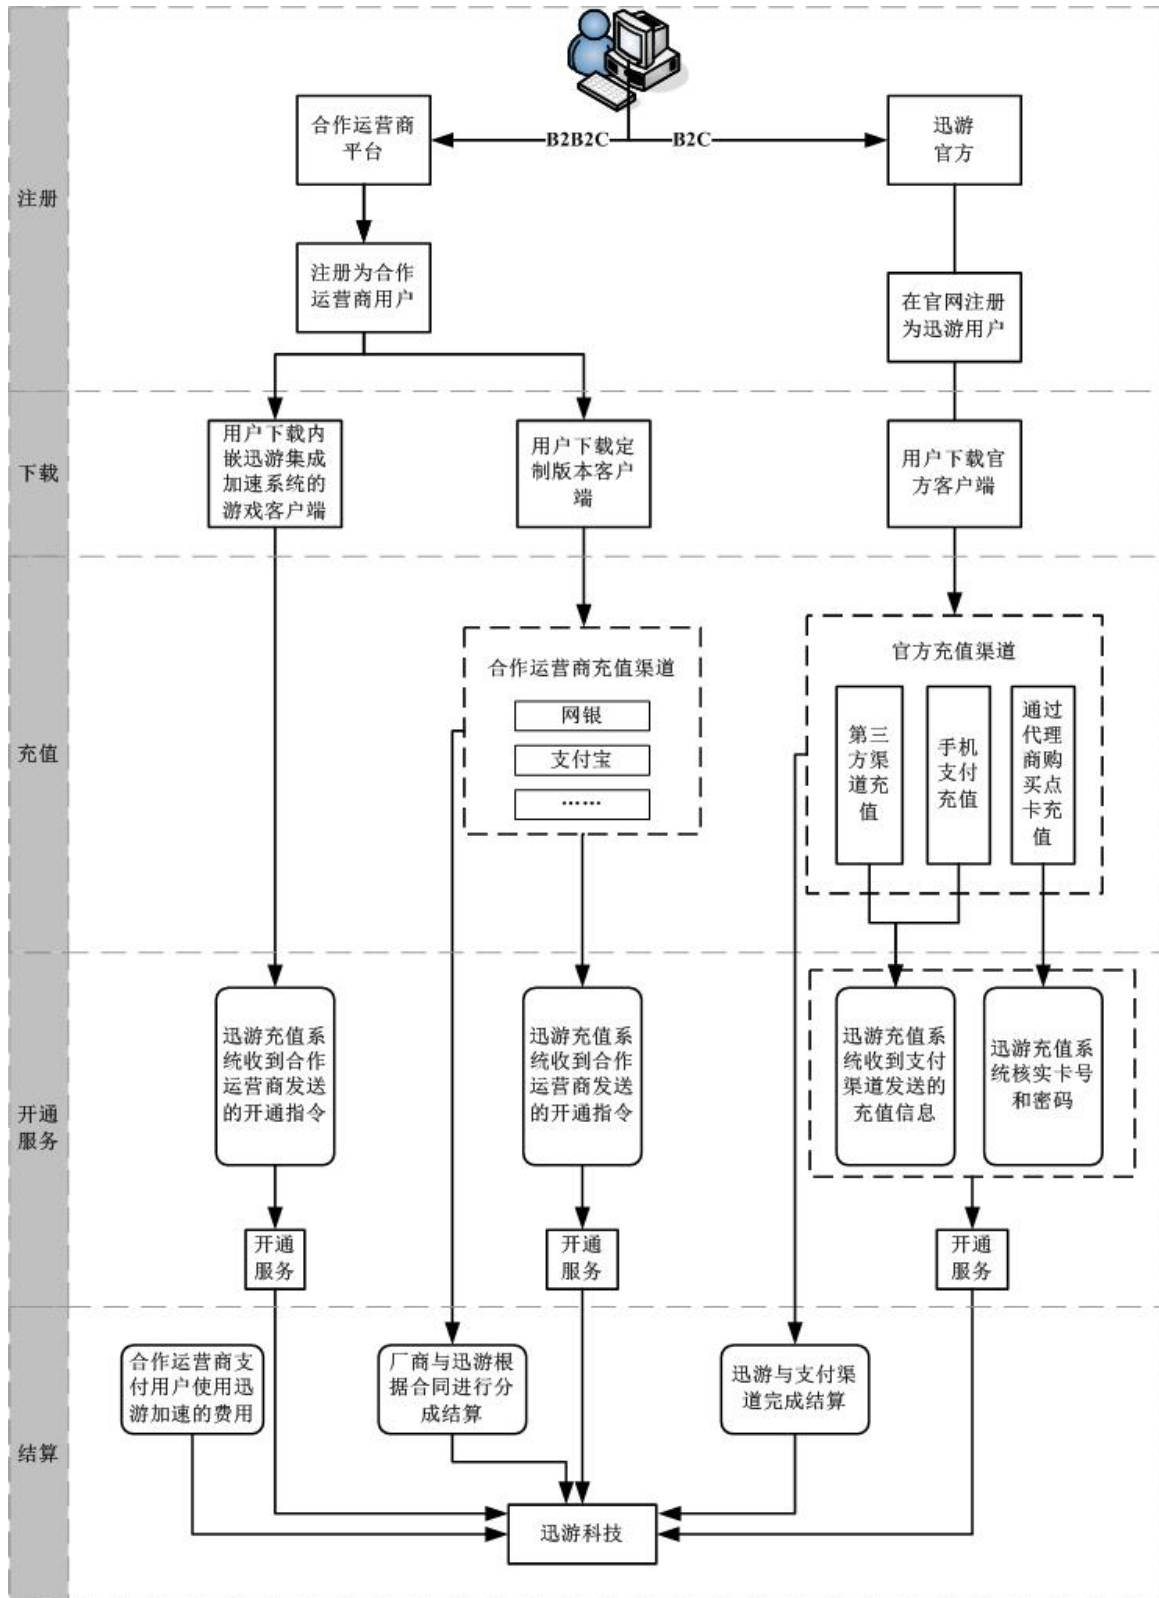 合作运营商
平台
B2B2C
B2C
迅游
官方
注册
注册为合作
运营商用户
在官网注册
为迅游用户
下载
用户下载内
嵌迅游集成
加速系统的
游戏客户端
用户下载定
制版本客户
端
用户下载官
方客户端
充值
合作运营商充值渠道
网银
支付宝
……
官方充值渠道
第三
方渠
道充
值
手机
支付
充值
通过
代理
商购
买点
卡充
值
开通
服务
迅游充值系
统收到合作
运营商发送
的开通指令
迅游充值系
统收到合作
运营商发送
的开通指令
迅游充值系
统收到支付
渠道发送的
充值信息
迅游充值系
统核实卡号
和密码
开通
服务
开通
服务
开通
服务
结算
合作运营商支
付用户使用迅
游加速的费用
厂商与迅游根
据合同进行分
成结算
迅游与支付渠
道完成结算
迅游科技